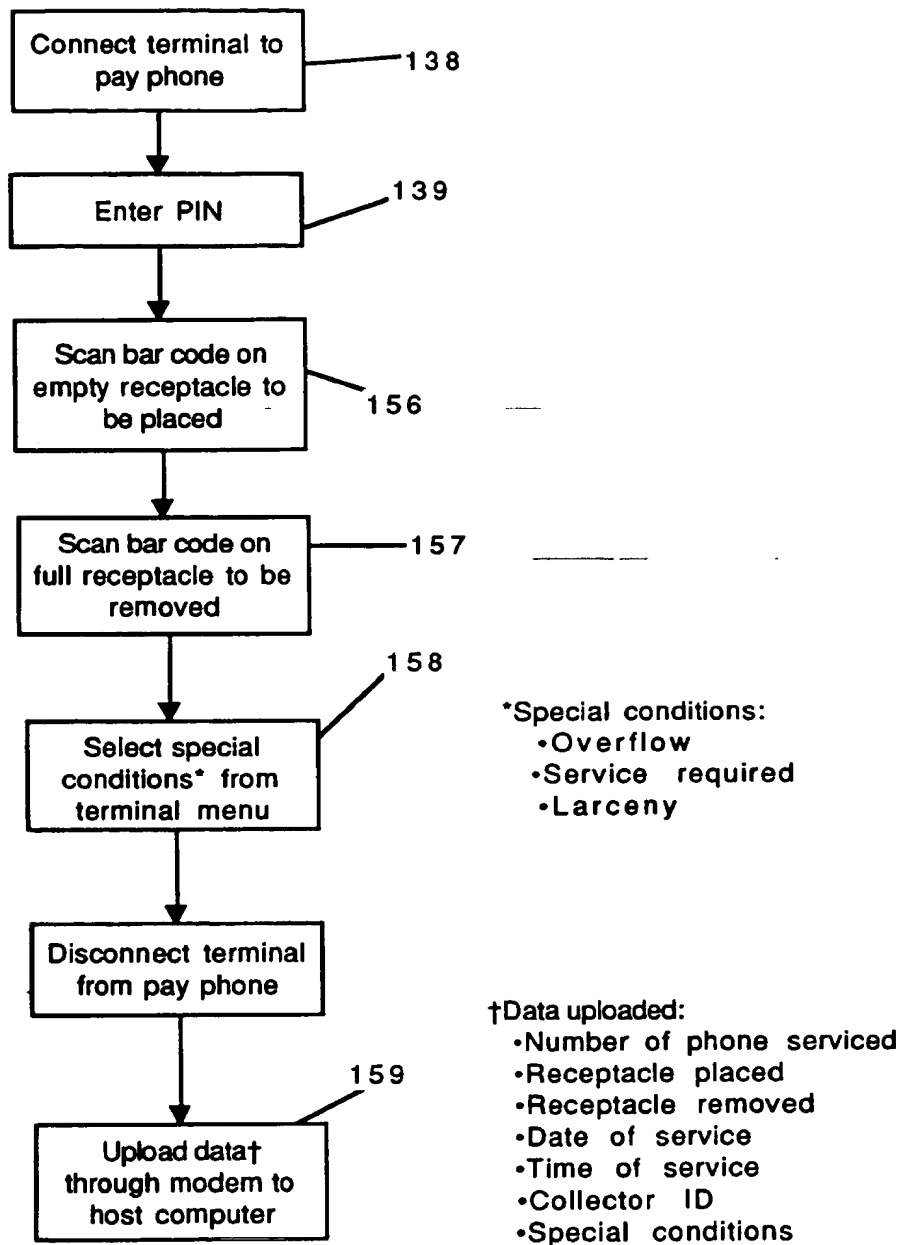 Connect terminal to
pay phone
138
Enter PIN
139
Scan bar code on
empty receptacle to
be placed
156
Scan bar code on
full receptacle to be
removed
157
158
Select special
conditions* from
terminal menu
*Special conditions:
•Overflow
•Service required
•Larceny
Disconnect terminal
from pay phone
159
Upload data†
through modem to
host computer
†Data uploaded:
•Number of phone serviced
•Receptacle placed
•Receptacle removed
•Date of service
•Time of service
•Collector ID
•Special conditions